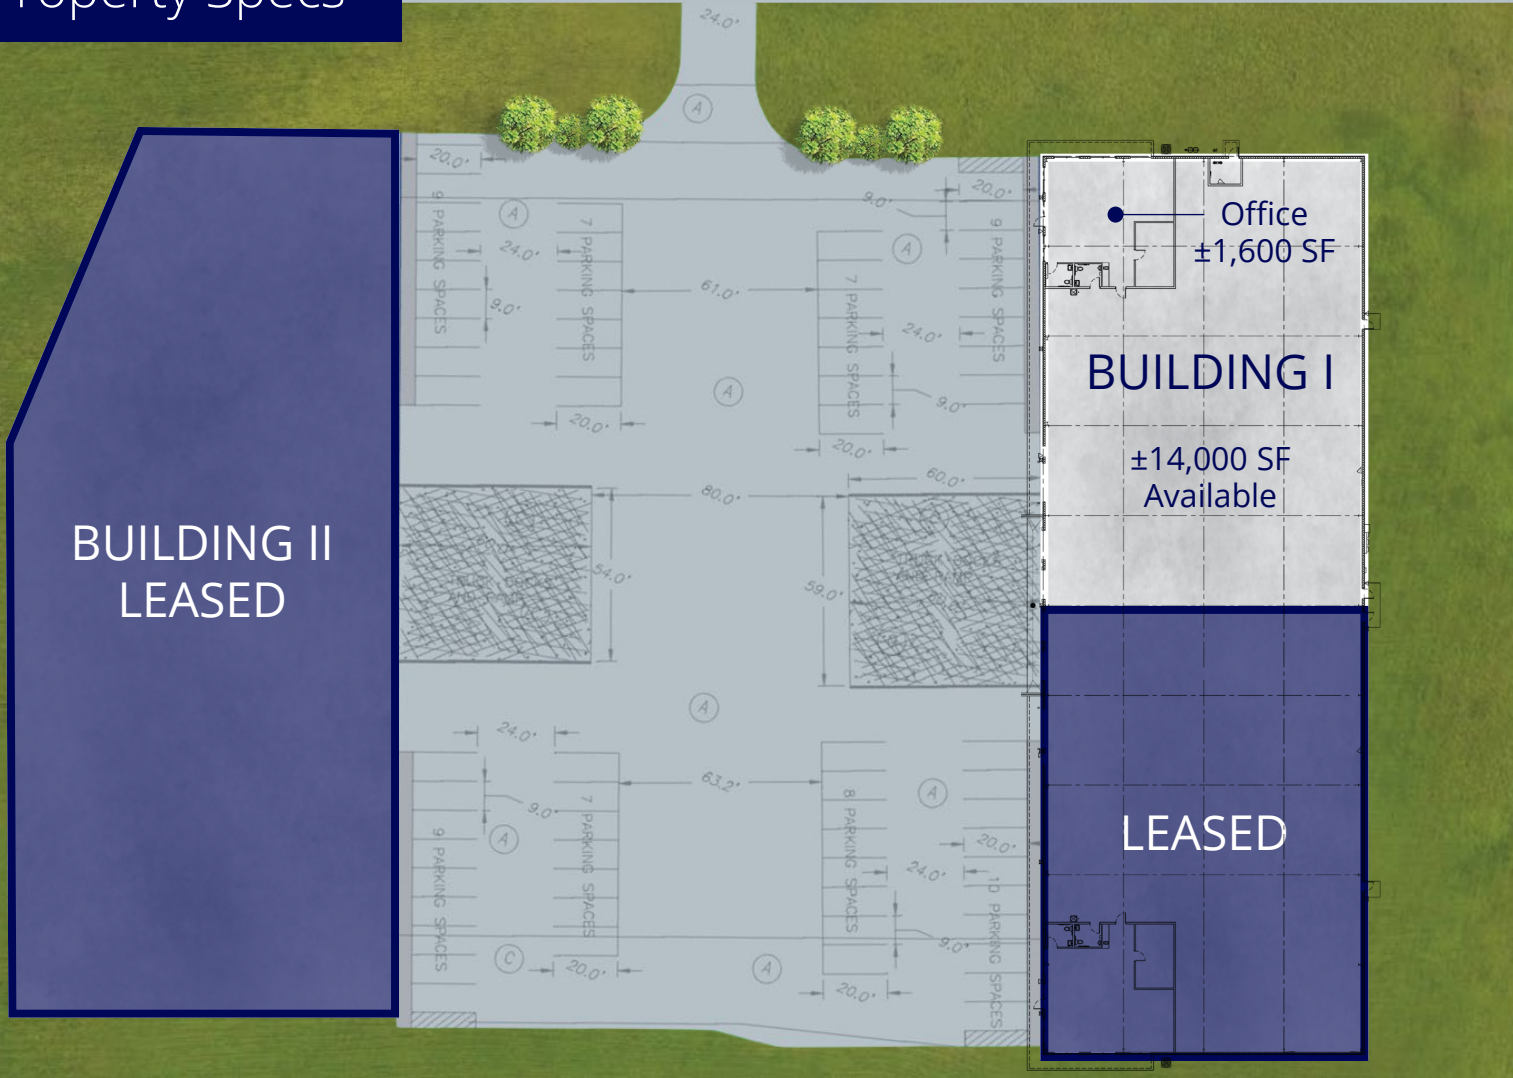 roperty Specs
24.0'
A
20.0'
9 PARKING SPACES
A
24.0'
9.0'
7 PARKING SPACES
20.0'
61.0'
A
9.0'
A
20.0'
9 PARKING SPACES
7 PARKING SPACES
24.0'
9.0'
20.0'
60.0'
80.0'
54.0'
59.0'
Office
±1,600 SF
BUILDING I
±14,000 SF
Available
BUILDING II
LEASED
A
24.0'
9.0'
A
9 PARKING SPACES
7 PARKING SPACES
63.2'
8 PARKING SPACES
A
20.0'
24.0'
10 PARKING SPACES
9.0'
C
20.0'
A
20.0'
LEASED